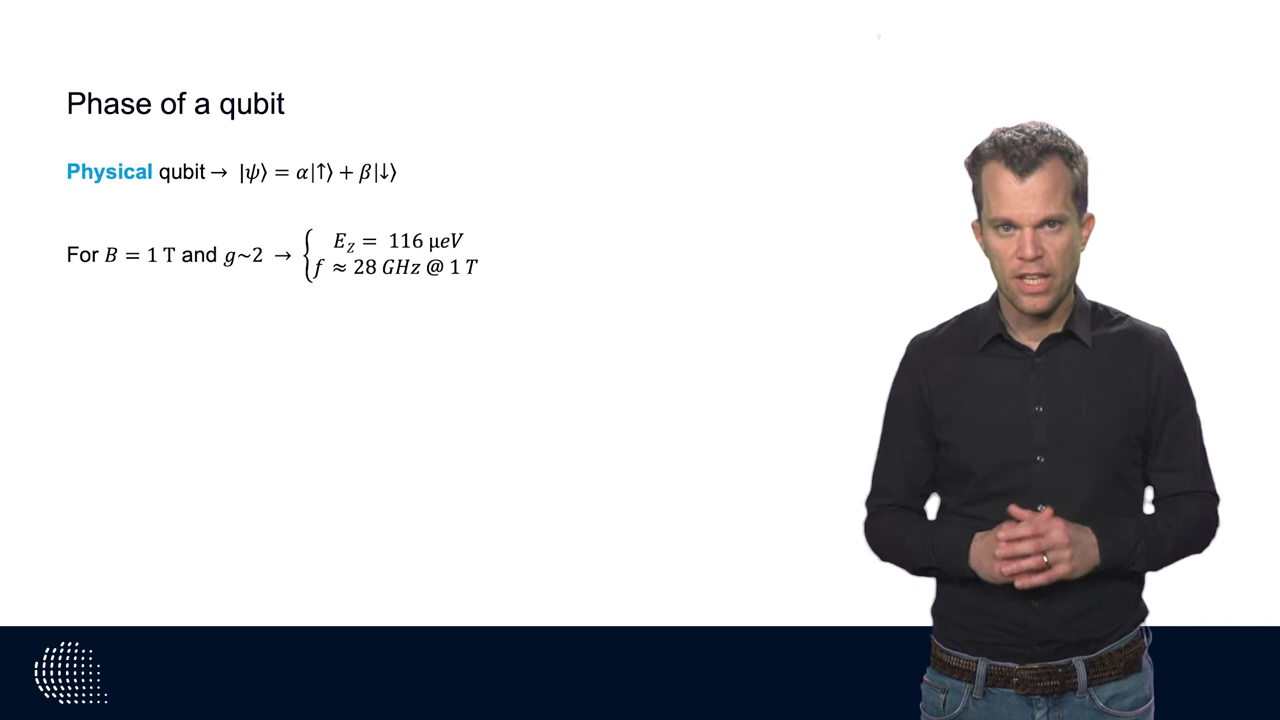 Phase of a qubit
Physical qubit → |ψ⟩ = α|↑⟩ + β|↓⟩
For B = 1 T and g~2 → { E_Z = 116 μeV
f ≈ 28 GHz @ 1 T